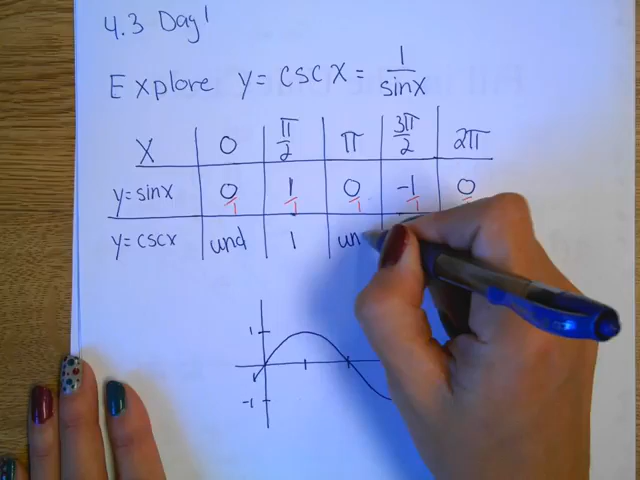 4.3 Day 1
Explore y = csc x = 1/sin x
x 0 π/2 π 3π/2 2π
y = sin x 0/1 1/1 0/1 -1/1 0/1
y = csc x und 1 un
1
-1